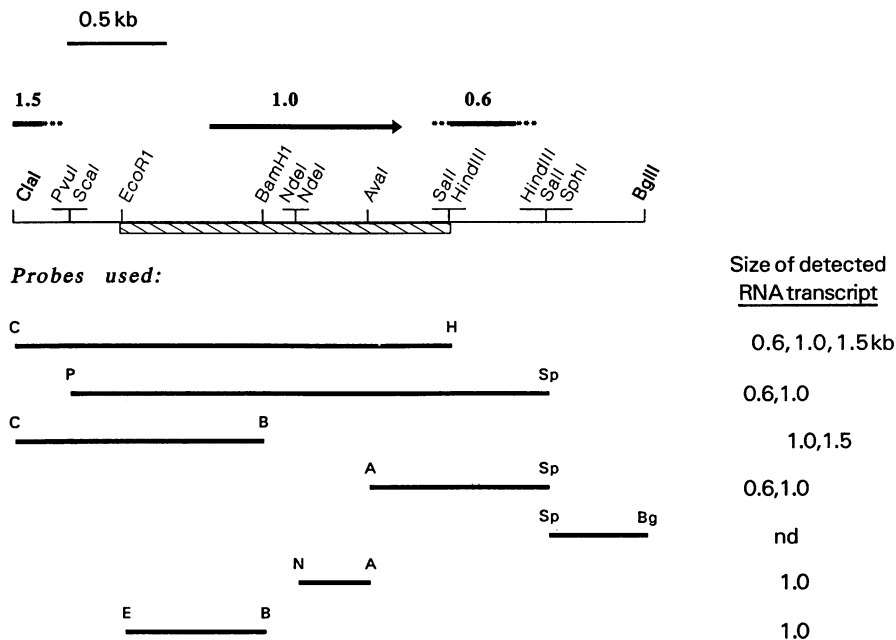 0.5 kb
1.5 1.0 0.6
ClaI PvuI ScaI EcoR1 BamH1 NdeI NdeI AvaI SalI HindIII HindIII SalI SphI BglII
Probes used:
Size of detected
RNA transcript
C H 0.6, 1.0, 1.5 kb
P Sp 0.6,1.0
C B 1.0,1.5
A Sp 0.6,1.0
Sp Bg nd
N A 1.0
E B 1.0